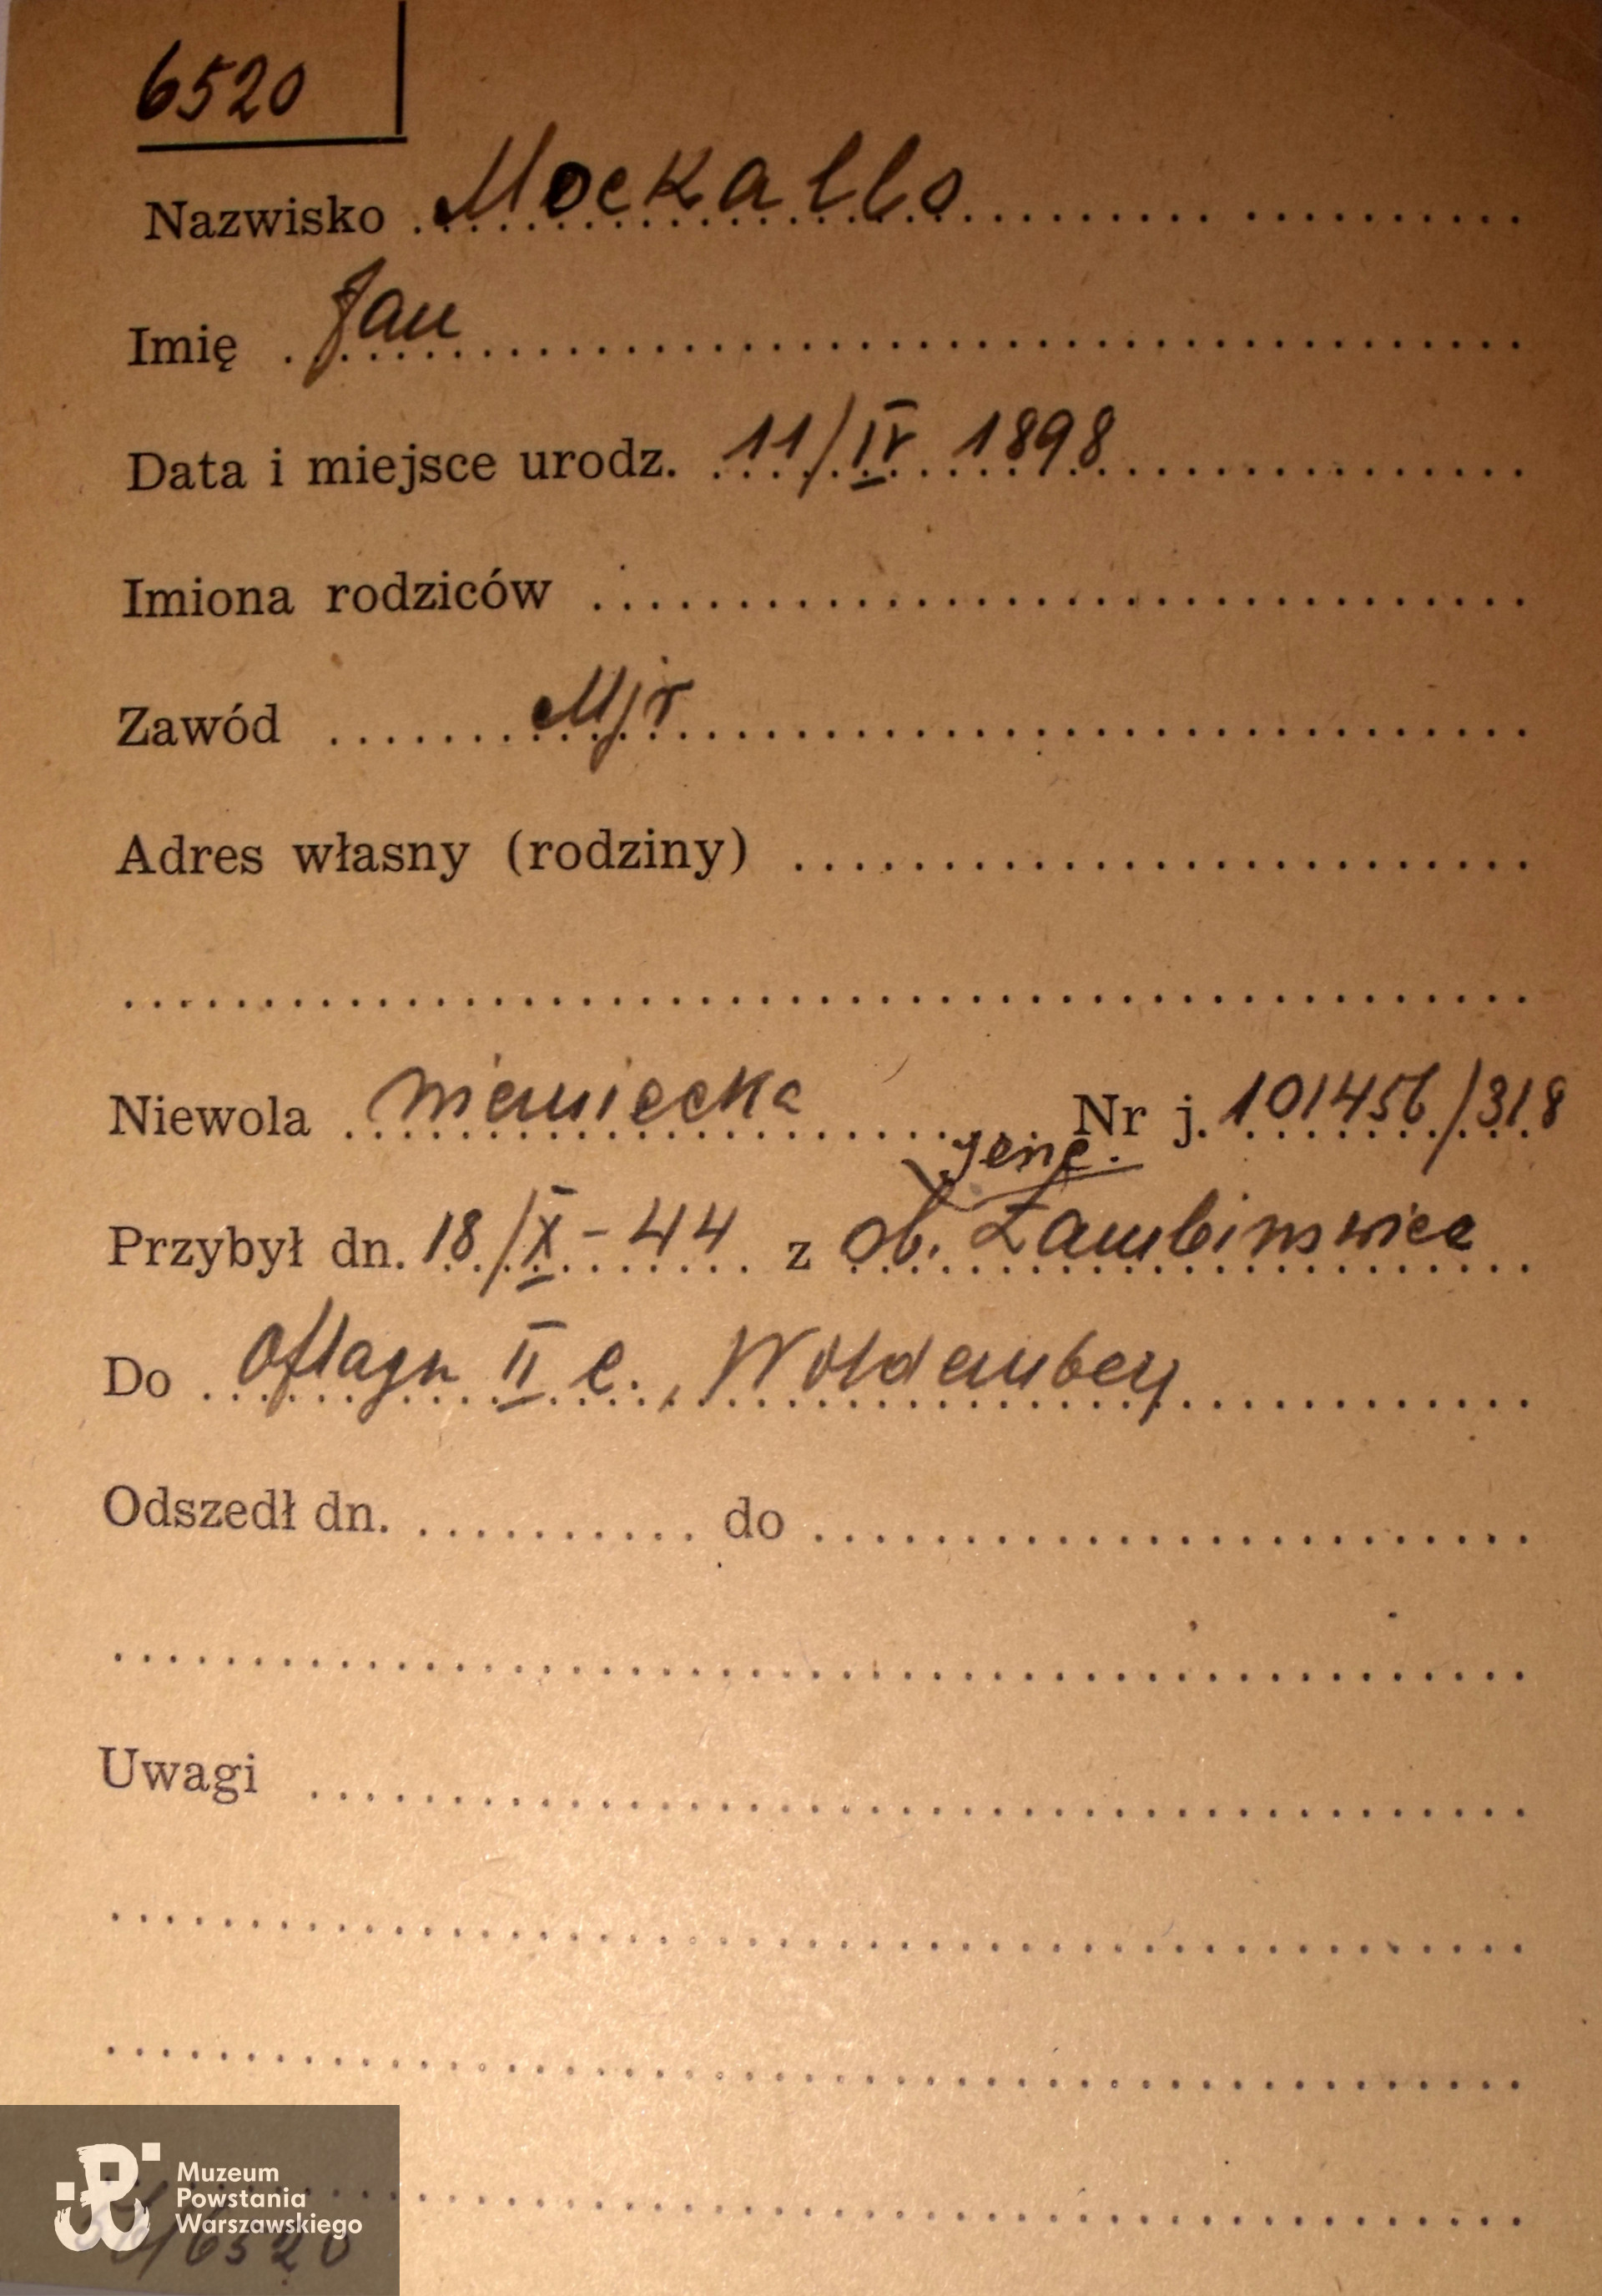 6520
Nazwisko Mockallo
Imię Jan
Data i miejsce urodz. 11/IV 1898
Imiona rodziców
Zawód Mjr
Adres własny (rodziny)
Niewola niemiecka Nr j. 101456/318
jenc.
Przybył dn. 18/X-44 z ob. Lambinowice
Do Oflagu II c., Woldenberg
Odszedł dn. do
Uwagi
Muzeum
Powstania
Warszawskiego
6520